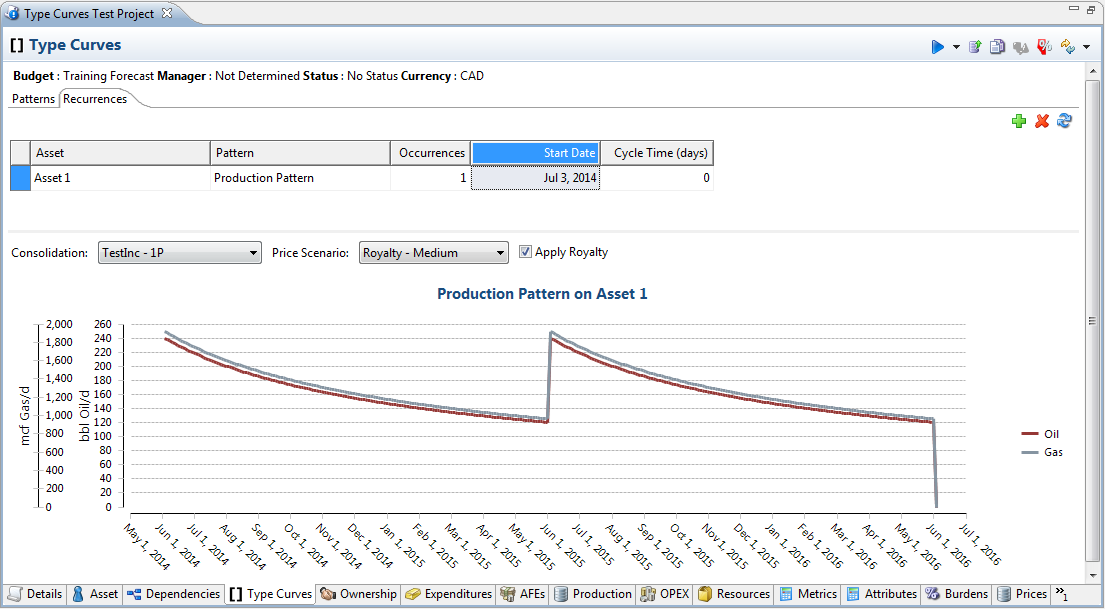 Type Curves Test Project
[] Type Curves
Budget : Training Forecast Manager : Not Determined Status : No Status Currency : CAD
Patterns Recurrences
Asset Pattern Occurrences Start Date Cycle Time (days)
Asset 1 Production Pattern 1 Jul 3, 2014 0
Consolidation: TestInc - 1P Price Scenario: Royalty - Medium Apply Royalty
Production Pattern on Asset 1
2,000 260
1,800 240
220
1,600 200
1,400 180
1,200 160
1,000 140
800 120
100
600 80
400 60
40
200 20
0 0
mcf Gas/d
bbl Oil/d
Oil
Gas
May 1, 2014 Jun 1, 2014 Jul 1, 2014 Aug 1, 2014 Sep 1, 2014 Oct 1, 2014 Nov 1, 2014 Dec 1, 2014 Jan 1, 2015 Feb 1, 2015 Mar 1, 2015 Apr 1, 2015 May 1, 2015 Jun 1, 2015 Jul 1, 2015 Aug 1, 2015 Sep 1, 2015 Oct 1, 2015 Nov 1, 2015 Dec 1, 2015 Jan 1, 2016 Feb 1, 2016 Mar 1, 2016 Apr 1, 2016 May 1, 2016 Jun 1, 2016 Jul 1, 2016
Details Asset Dependencies [] Type Curves Ownership Expenditures AFEs Production OPEX Resources Metrics Attributes Burdens Prices »1